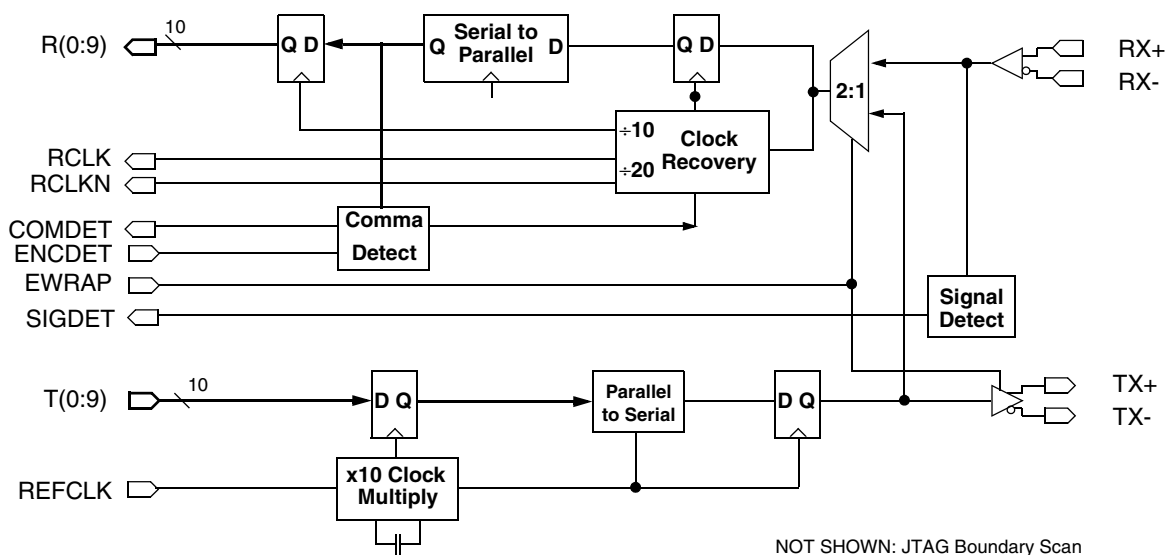 R(0:9)
10
Q D
Q Serial to Parallel D
Q D
2:1
RX+
RX-
÷10
÷20
Clock
Recovery
RCLK
RCLKN
COMDET
ENCDET
Comma
Detect
EWRAP
SIGDET
Signal
Detect
T(0:9)
10
D Q
Parallel
to Serial
D Q
TX+
TX-
REFCLK
x10 Clock
Multiply
NOT SHOWN: JTAG Boundary Scan